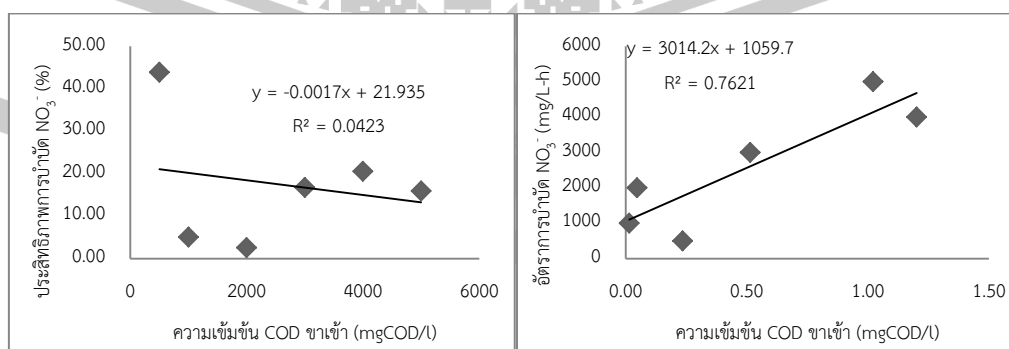 50.00
40.00
30.00
20.00
10.00
0.00
ประสิทธิภาพการบำบัด NO₃⁻ (%)
y = -0.0017x + 21.935
R² = 0.0423
0 2000 4000 6000
ความเข้มข้น COD ขาเข้า (mgCOD/l)
6000
5000
4000
3000
2000
1000
0
อัตราการบำบัด NO₃⁻ (mg/L-h)
y = 3014.2x + 1059.7
R² = 0.7621
0.00 0.50 1.00 1.50
ความเข้มข้น COD ขาเข้า (mgCOD/l)